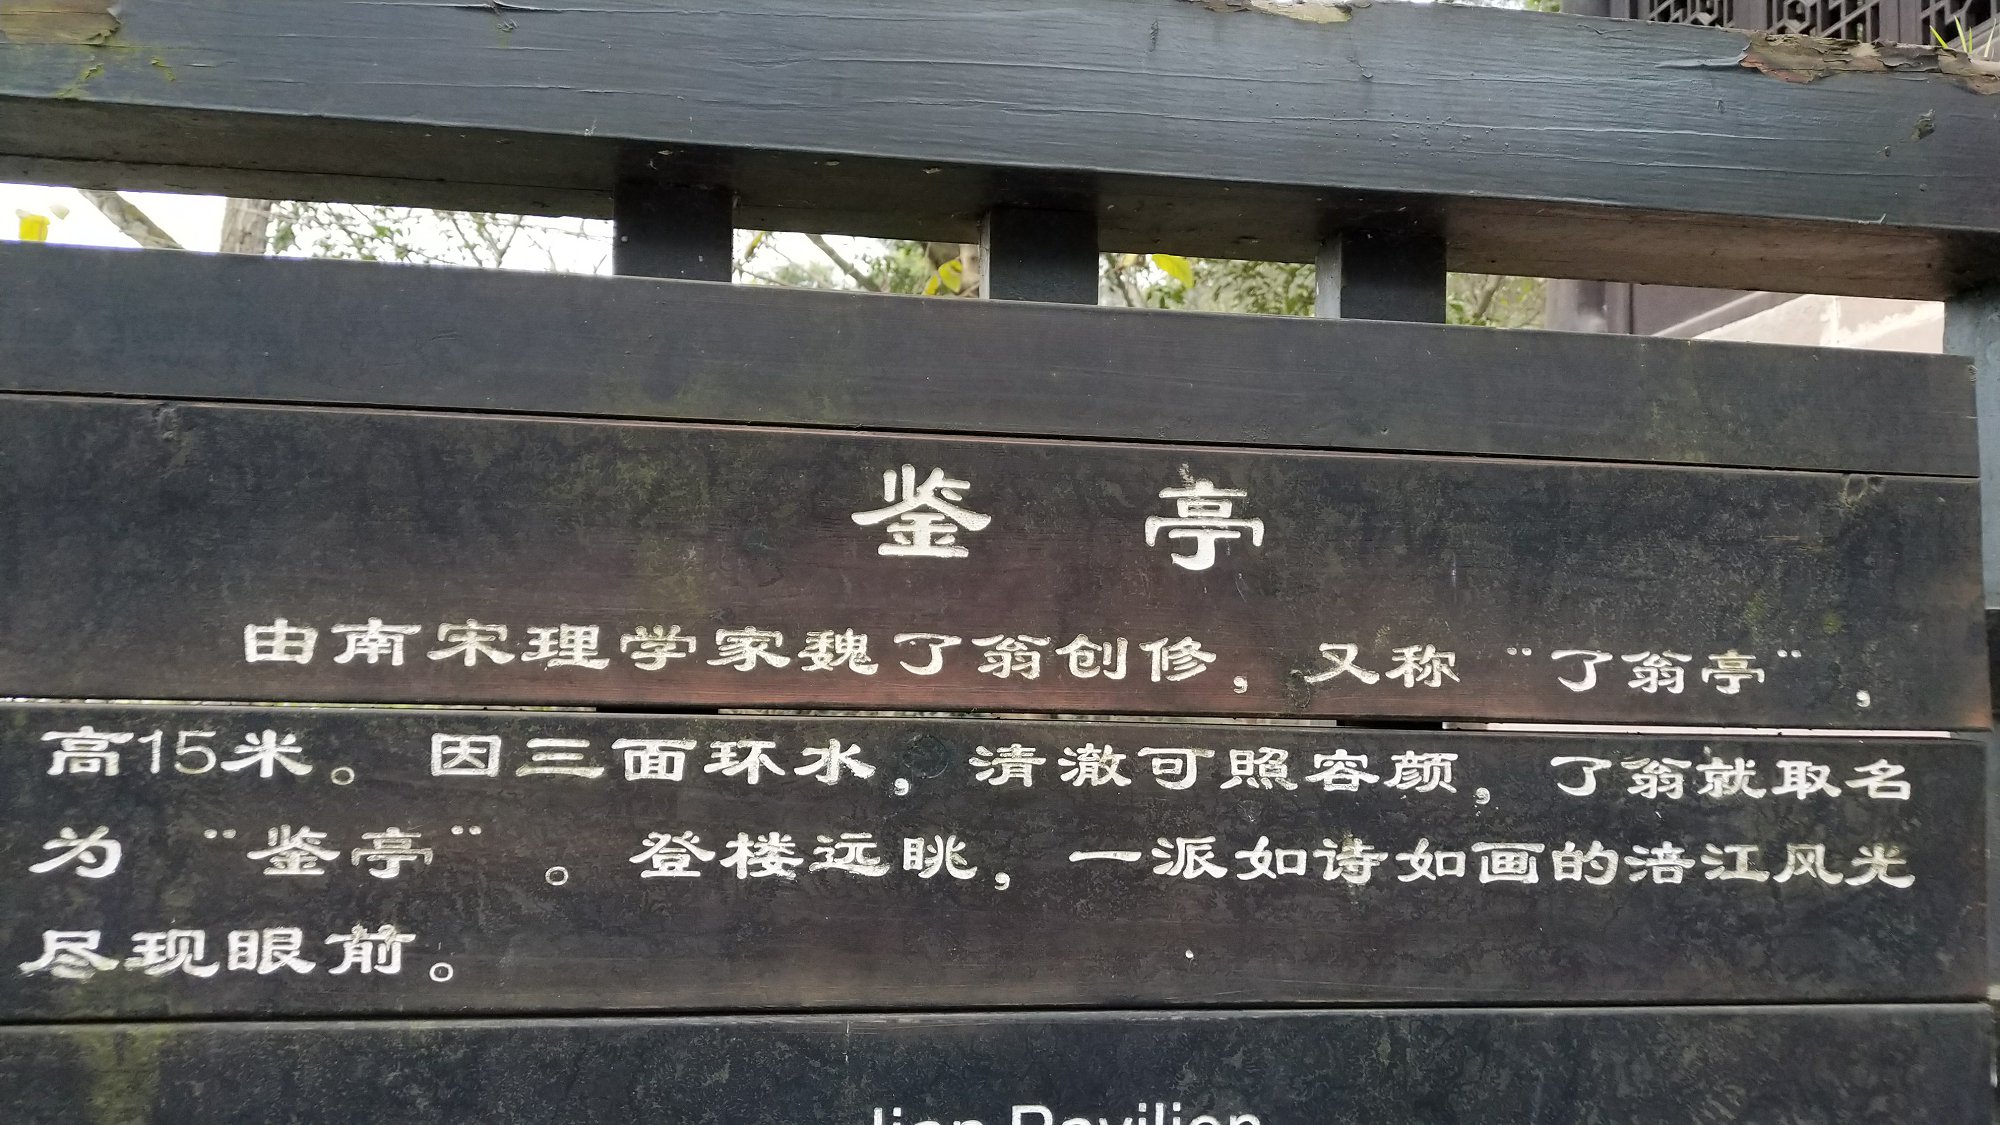 鉴亭
由南宋理学家魏了翁创修，又称“了翁亭”，
高15米。因三面环水，清澈可照容颜，了翁就取名
为“鉴亭”。登楼远眺，一派如诗如画的涪江风光
尽现眼前。
Jian Pavilion